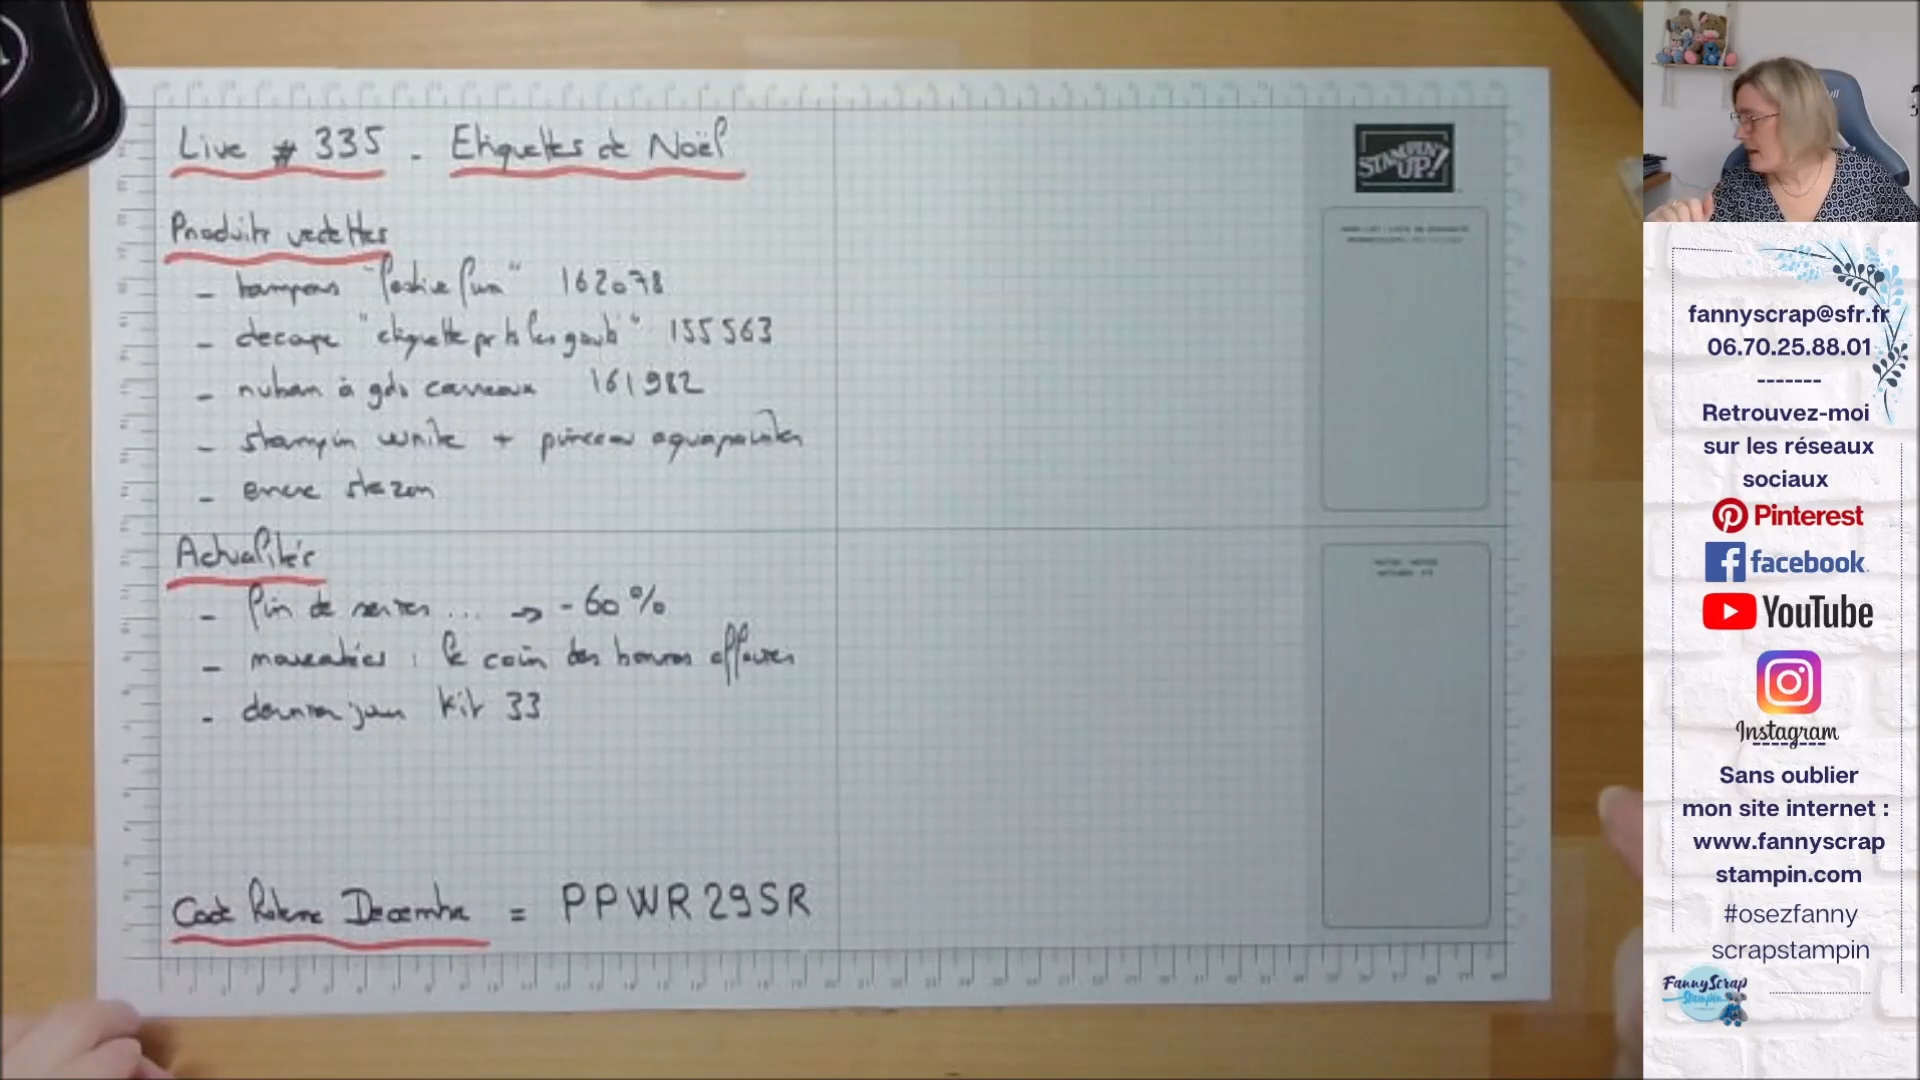 Live # 335 - Etiquettes de Noël
Produits vedettes
- tampons "festive fun" 162078
- decoupe "etiquette pr ts les gouts" 155563
- ruban à gds carreaux 161982
- stampin write + pinceau aquapainter
- encre stazon
Actualités
- fin de series ... → - 60%
- nouveautés : le coin des bonnes affaires
- dernier jour kit 33
Code Hotesse Decembre = PPWR29SR
STAMPIN' UP!
fannyscrap@sfr.fr
06.70.25.88.01
-------
Retrouvez-moi
sur les réseaux
sociaux
Pinterest
facebook
YouTube
Instagram
-------
Sans oublier
mon site internet :
www.fannyscrap
stampin.com
#osezfanny
scrapstampin
FannyScrap
Stampin